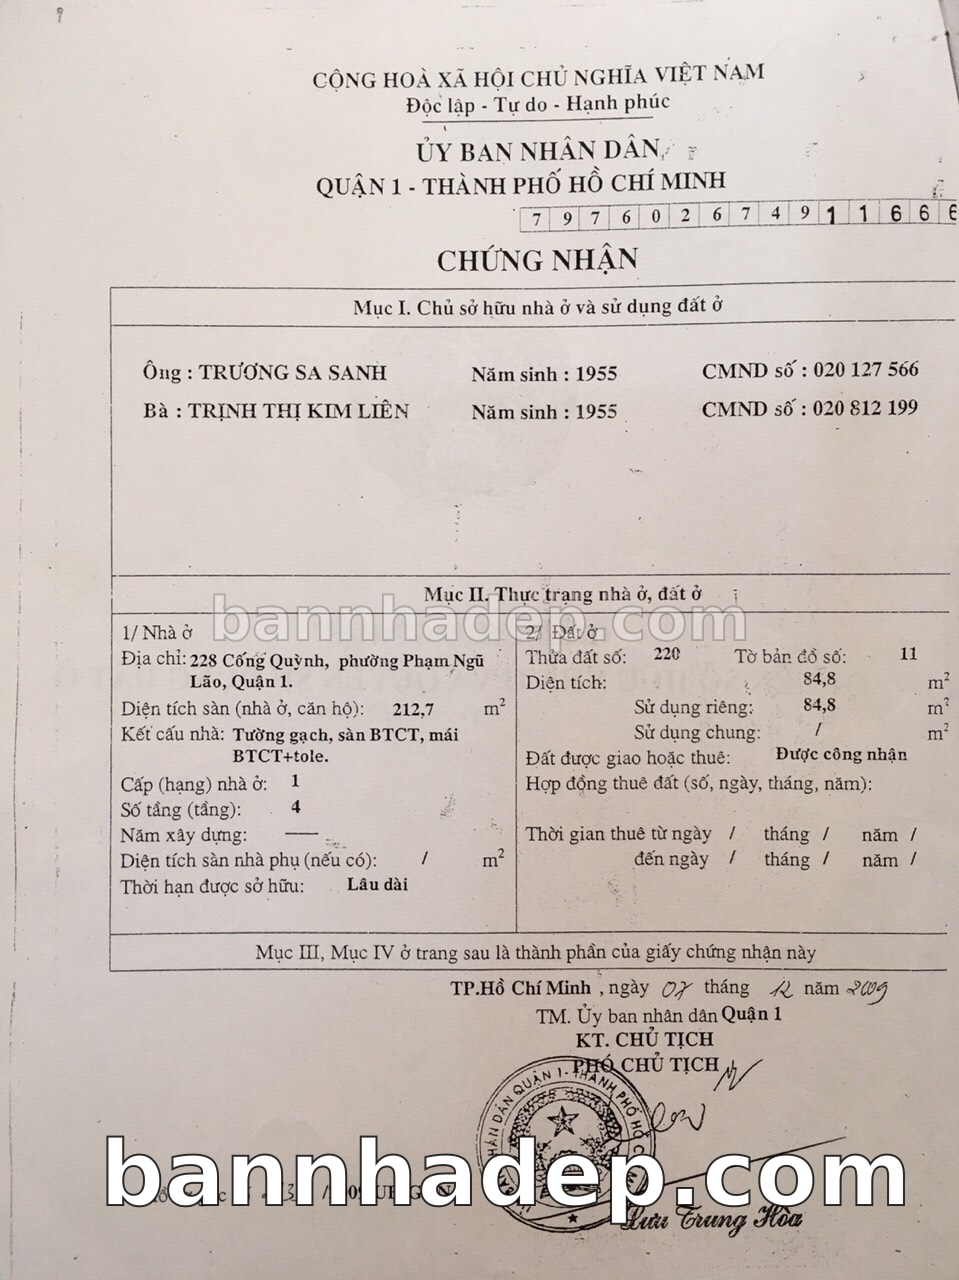 CỘNG HOÀ XÃ HỘI CHỦ NGHĨA VIỆT NAM
Độc lập - Tự do - Hạnh phúc
ỦY BAN NHÂN DÂN
QUẬN 1 - THÀNH PHỐ HỒ CHÍ MINH
7 9 7 6 0 2 6 7 4 9 1 1 6 6 6
CHỨNG NHẬN
Mục I. Chủ sở hữu nhà ở và sử dụng đất ở
Ông : TRƯƠNG SA SANH Năm sinh : 1955 CMND số : 020 127 566
Bà : TRỊNH THỊ KIM LIÊN Năm sinh : 1955 CMND số : 020 812 199
Mục II. Thực trạng nhà ở, đất ở
bannhadep.com
1/ Nhà ở
Địa chỉ: 228 Cống Quỳnh, phường Phạm Ngũ
Lão, Quận 1.
Diện tích sàn (nhà ở, căn hộ): 212,7 m²
Kết cấu nhà: Tường gạch, sàn BTCT, mái
BTCT+tole.
Cấp (hạng) nhà ở: 1
Số tầng (tầng): 4
Năm xây dựng: —
Diện tích sàn nhà phụ (nếu có): / m²
Thời hạn được sở hữu: Lâu dài
2/ Đất ở
Thửa đất số: 220 Tờ bản đồ số: 11
Diện tích: 84,8 m²
Sử dụng riêng: 84,8 m²
Sử dụng chung: / m²
Đất được giao hoặc thuê: Được công nhận
Hợp đồng thuê đất (số, ngày, tháng, năm):
Thời gian thuê từ ngày / tháng / năm /
đến ngày / tháng / năm /
Mục III, Mục IV ở trang sau là thành phần của giấy chứng nhận này
TP.Hồ Chí Minh , ngày 07 tháng 12 năm 2009
TM. Ủy ban nhân dân Quận 1
KT. CHỦ TỊCH
PHÓ CHỦ TỊCH
bannhadep.com
Lưu Trung Hòa